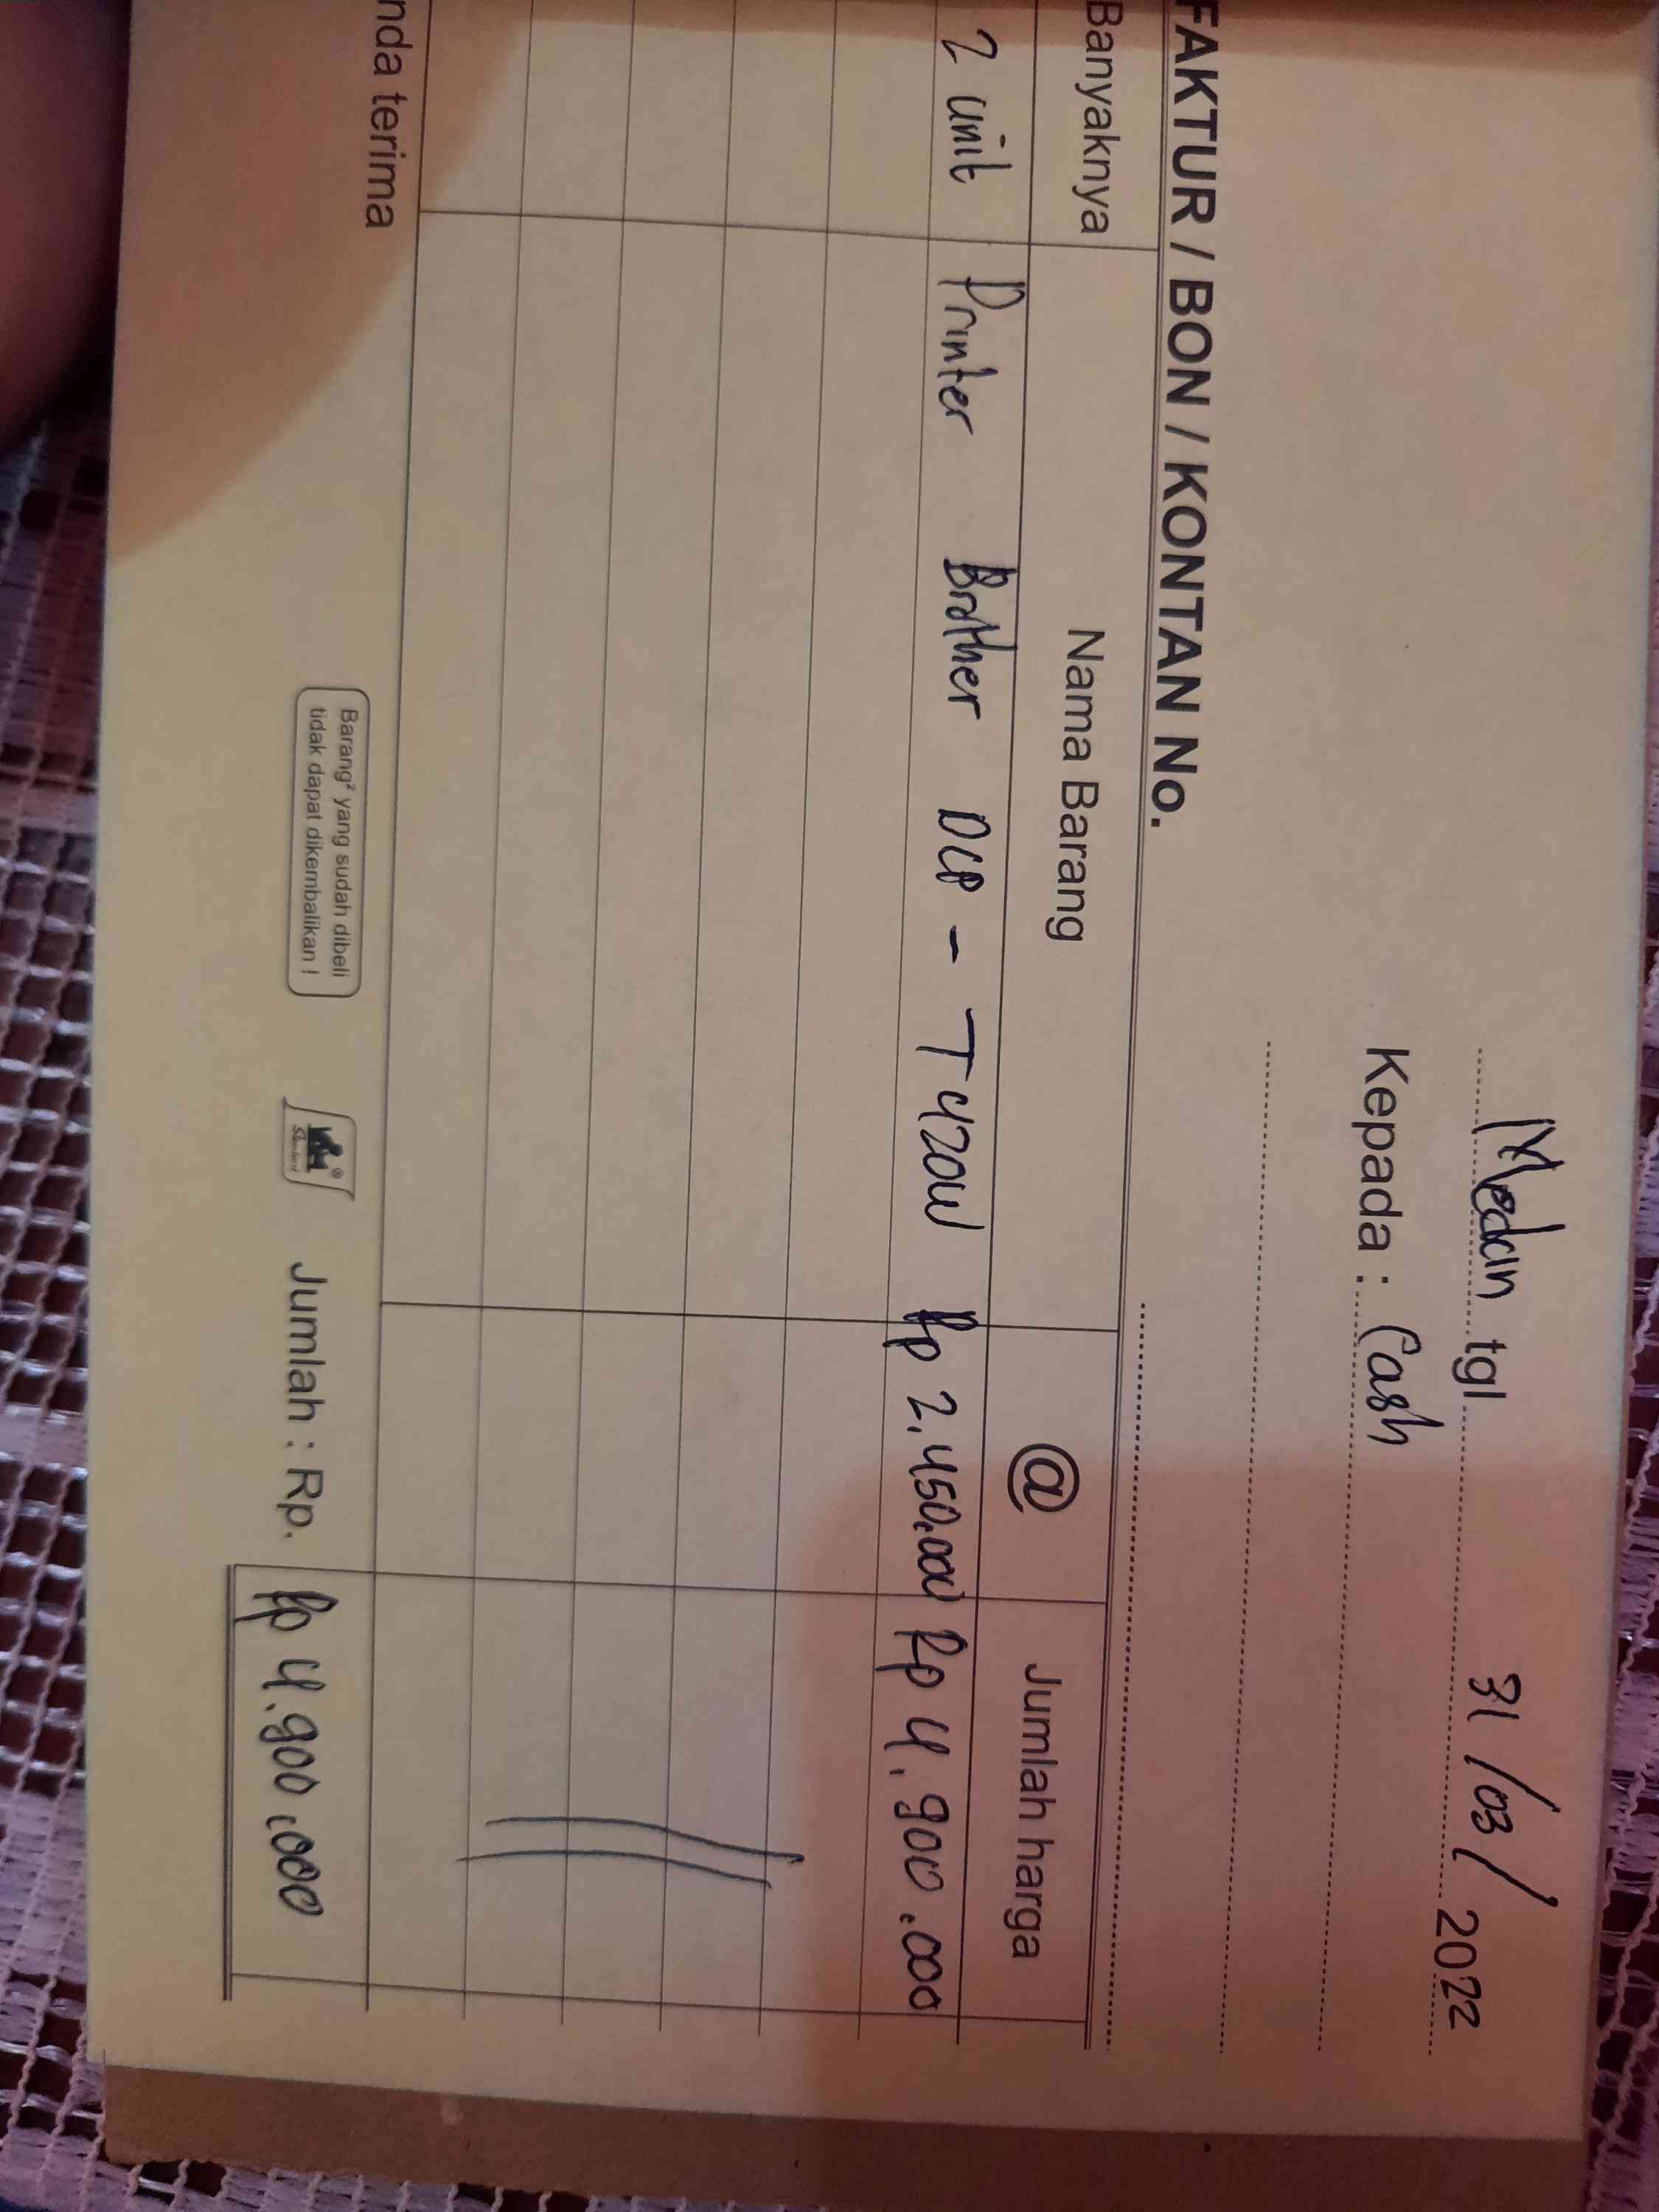 Medan tgl 31/03/2022
Kepada : Cash
FAKTUR / BON / KONTAN No.
Banyaknya Nama Barang @ Jumlah harga
2 unit Printer Brother DCP - T420W Rp 2.450.000 Rp 4.900.000
nda terima
Barang² yang sudah dibeli
tidak dapat dikembalikan !
Jumlah : Rp. Rp 4.900.000